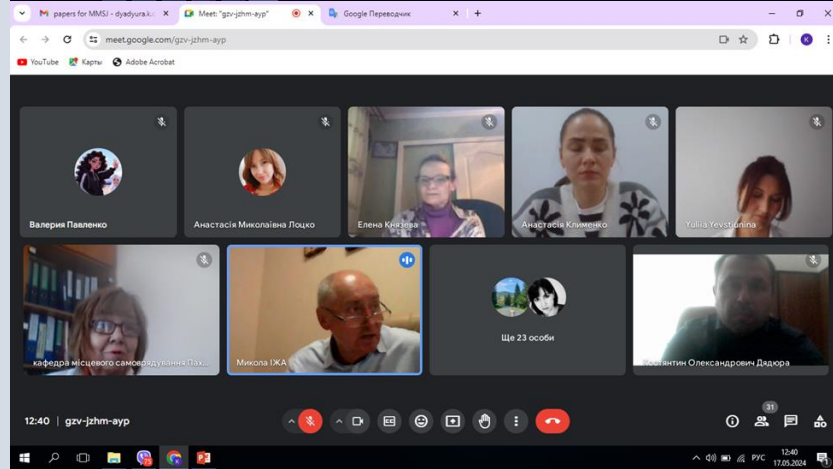 papers for MMSJ - dyadyura.k
Meet: "gzv-jzhm-ayp"
Google Переводчик
meet.google.com/gzv-jzhm-ayp
K
YouTube
Карты
Adobe Acrobat
Валерия Павленко
Анастасія Миколаївна Лоцко
Елена Князева
Анастасія Клименко
Yuliia Yevstiunina
кафедра місцевого самоврядування Пах...
Микола ІЖА
Ще 23 особи
Костянтин Олександрович Дядюра
12:40 | gzv-jzhm-ayp
31
РУС
12:40
17.05.2024